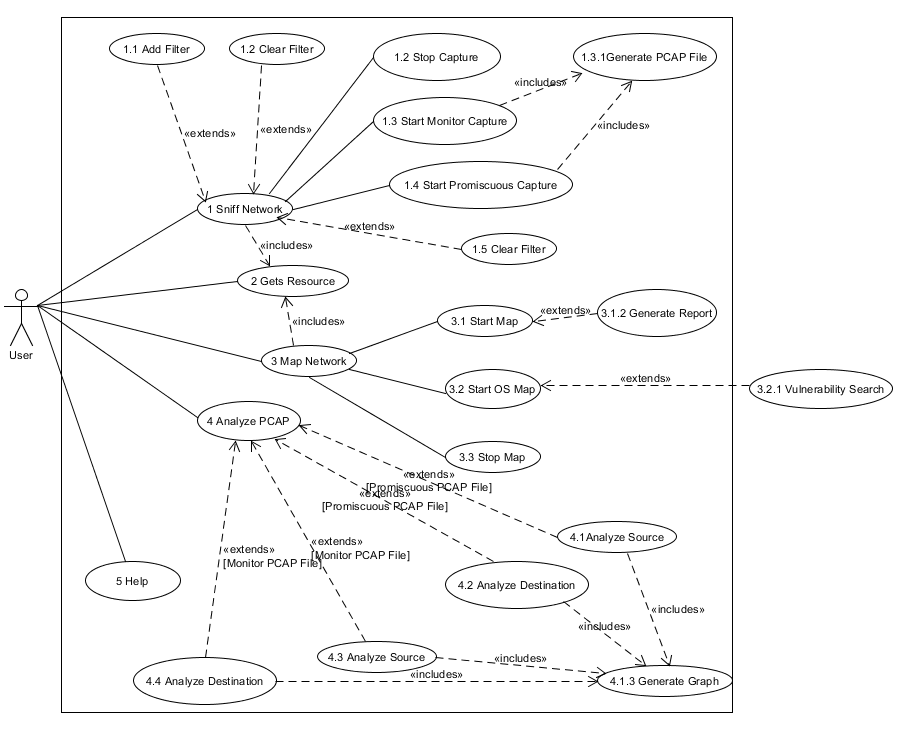 1.1 Add Filter
1.2 Clear Filter
1.2 Stop Capture
1.3.1Generate PCAP File
«includes»
1.3 Start Monitor Capture
«extends»
«extends»
«includes»
1.4 Start Promiscuous Capture
1 Sniff Network
«extends»
«includes»
1.5 Clear Filter
2 Gets Resource
«includes»
3.1 Start Map
«extends»
3.1.2 Generate Report
User
3 Map Network
3.2 Start OS Map
«extends»
3.2.1 Vulnerability Search
4 Analyze PCAP
3.3 Stop Map
«extends»
[Promiscuous PCAP File]
«extends»
[Promiscuous PCAP File]
4.1Analyze Source
«extends»
[Monitor PCAP File]
«extends»
[Monitor PCAP File]
5 Help
4.2 Analyze Destination
«includes»
«includes»
4.3 Analyze Source
«includes»
«includes»
4.4 Analyze Destination
4.1.3 Generate Graph